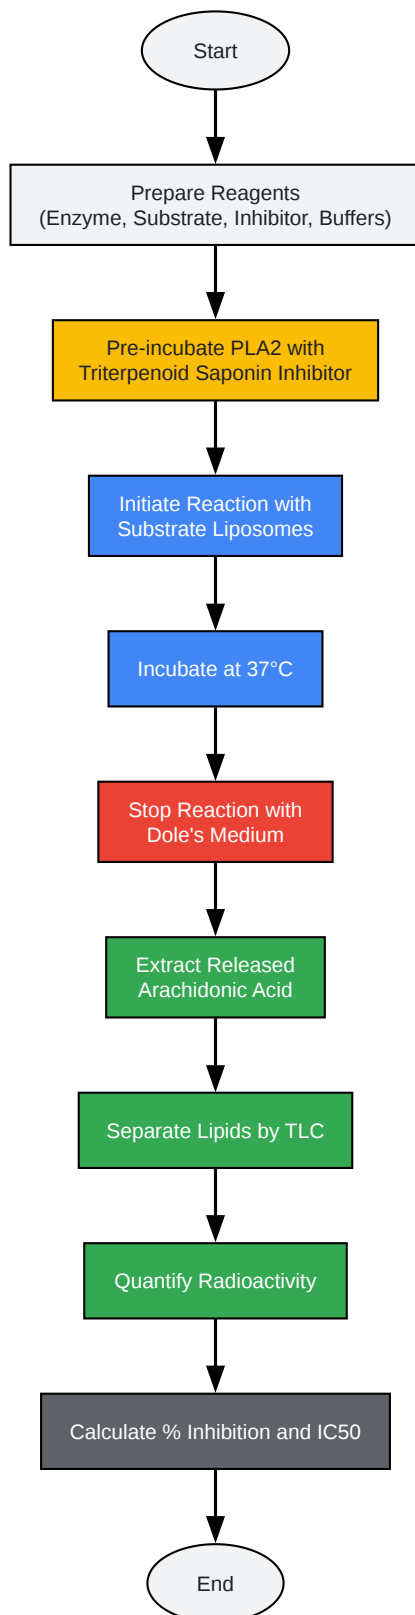 Start
Prepare Reagents
(Enzyme, Substrate, Inhibitor, Buffers)
Pre-incubate PLA2 with
Triterpenoid Saponin Inhibitor
Initiate Reaction with
Substrate Liposomes
Incubate at 37°C
Stop Reaction with
Dole's Medium
Extract Released
Arachidonic Acid
Separate Lipids by TLC
Quantify Radioactivity
Calculate % Inhibition and IC50
End